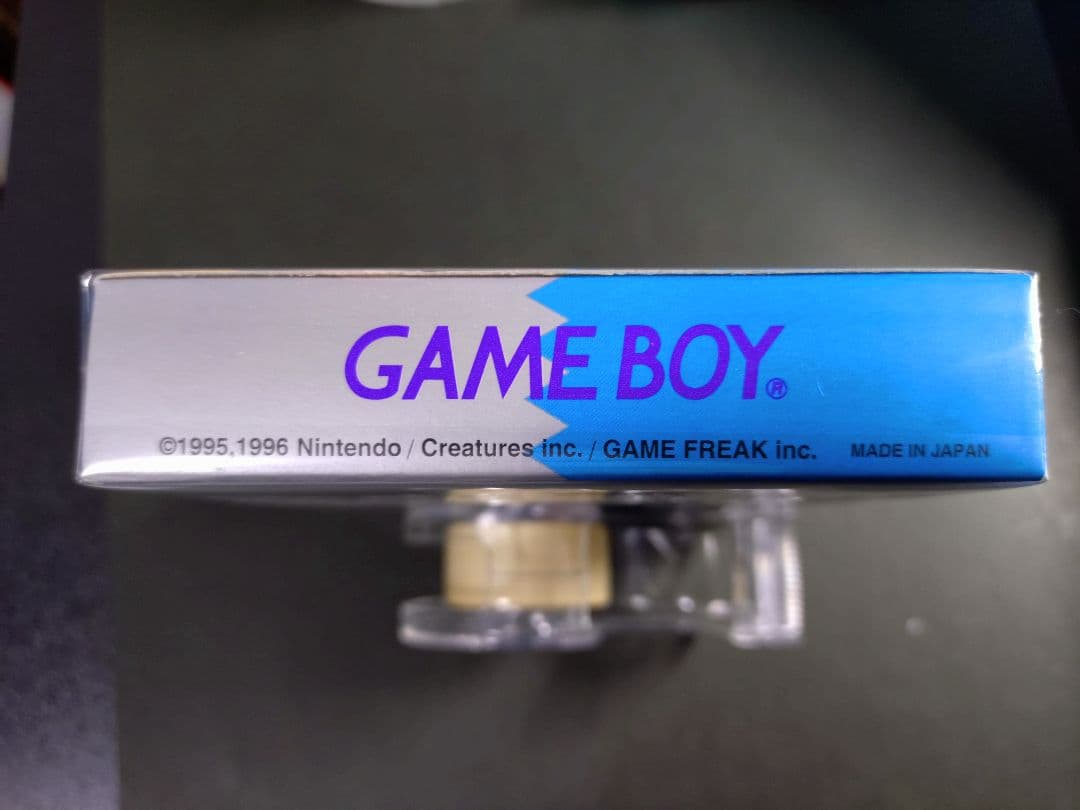 GAME BOY®
©1995,1996 Nintendo / Creatures inc. / GAME FREAK inc. MADE IN JAPAN